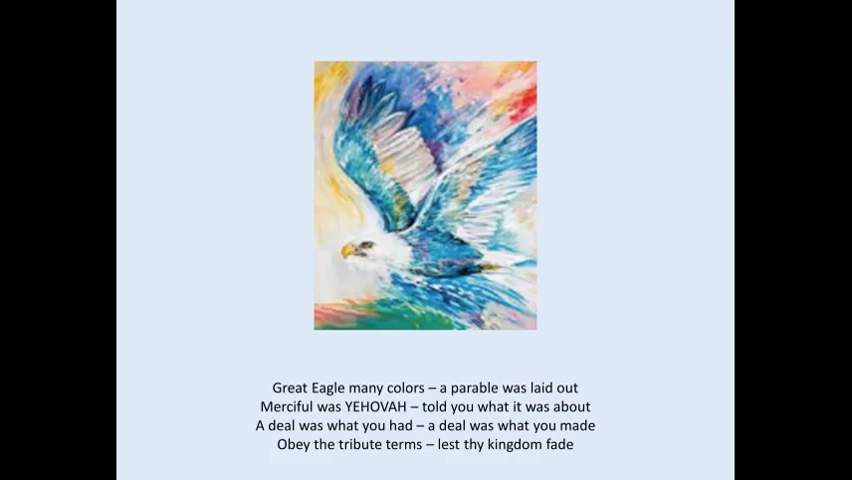 Great Eagle many colors – a parable was laid out
Merciful was YEHOVAH – told you what it was about
A deal was what you had – a deal was what you made
Obey the tribute terms – lest thy kingdom fade